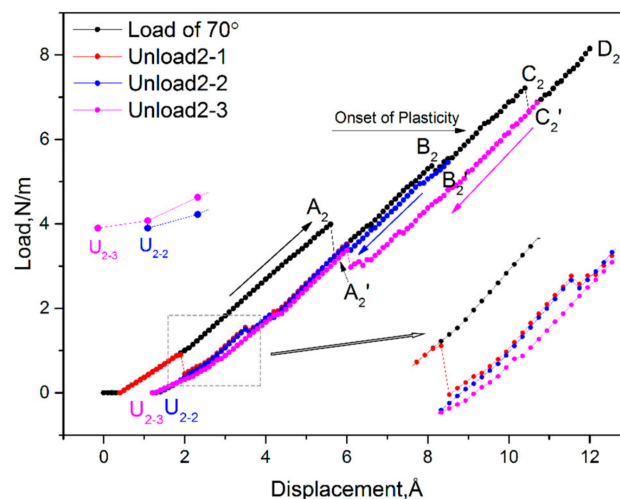 Load of 70°
Unload2-1
Unload2-2
Unload2-3
D2
C2
C2'
Onset of Plasticity
B2
B2'
A2
A2'
U2-3
U2-2
U2-3
U2-2
Load,N/m
8
6
4
2
0
0
2
4
6
8
10
12
Displacement,Å